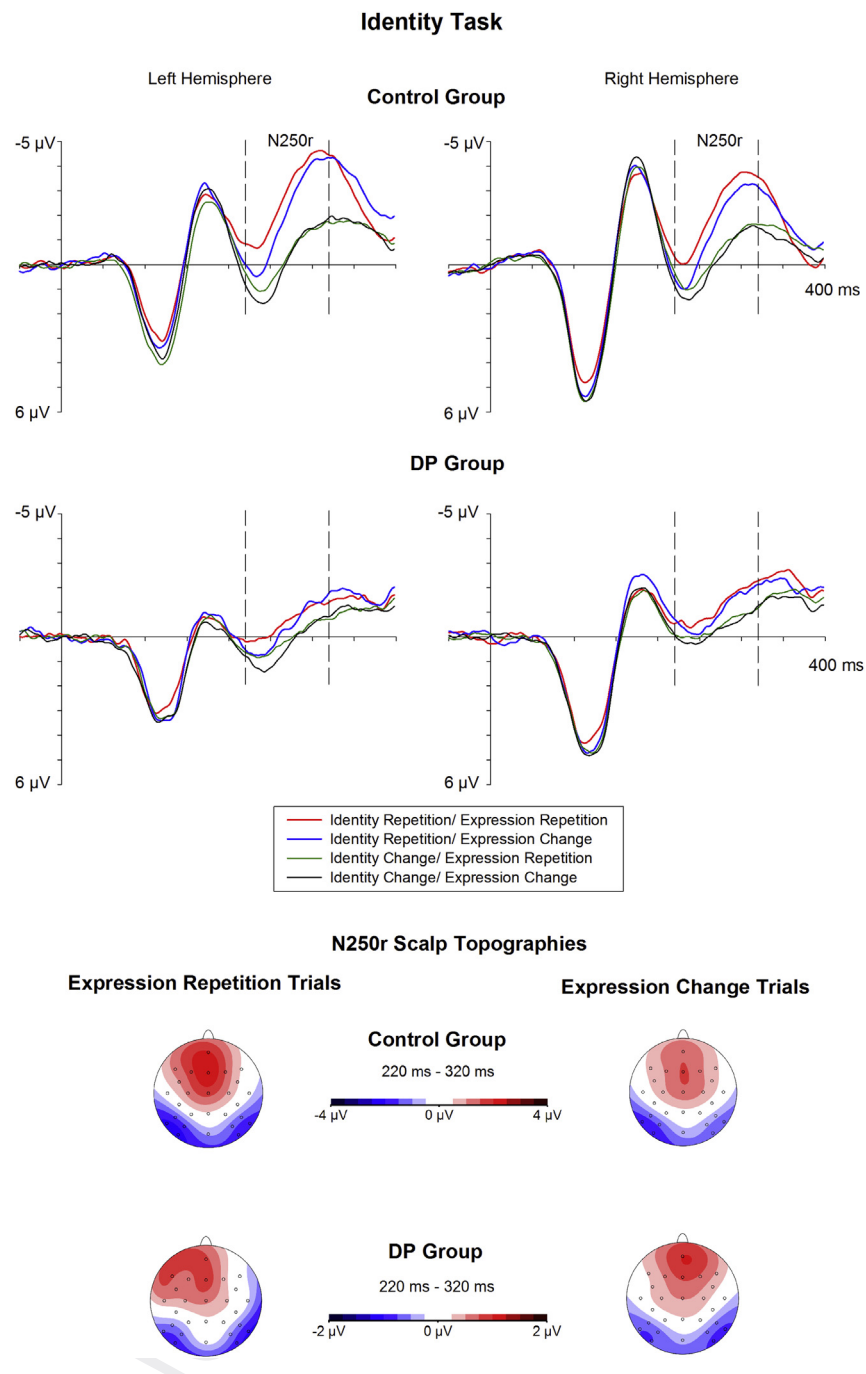 Identity Task
Left Hemisphere
Right Hemisphere
Control Group
-5 µV
N250r
-5 µV
N250r
400 ms
6 µV
6 µV
DP Group
-5 µV
-5 µV
400 ms
6 µV
6 µV
Identity Repetition/ Expression Repetition
Identity Repetition/ Expression Change
Identity Change/ Expression Repetition
Identity Change/ Expression Change
N250r Scalp Topographies
Expression Repetition Trials
Expression Change Trials
Control Group
220 ms - 320 ms
-4 µV
0 µV
4 µV
DP Group
220 ms - 320 ms
-2 µV
0 µV
2 µV